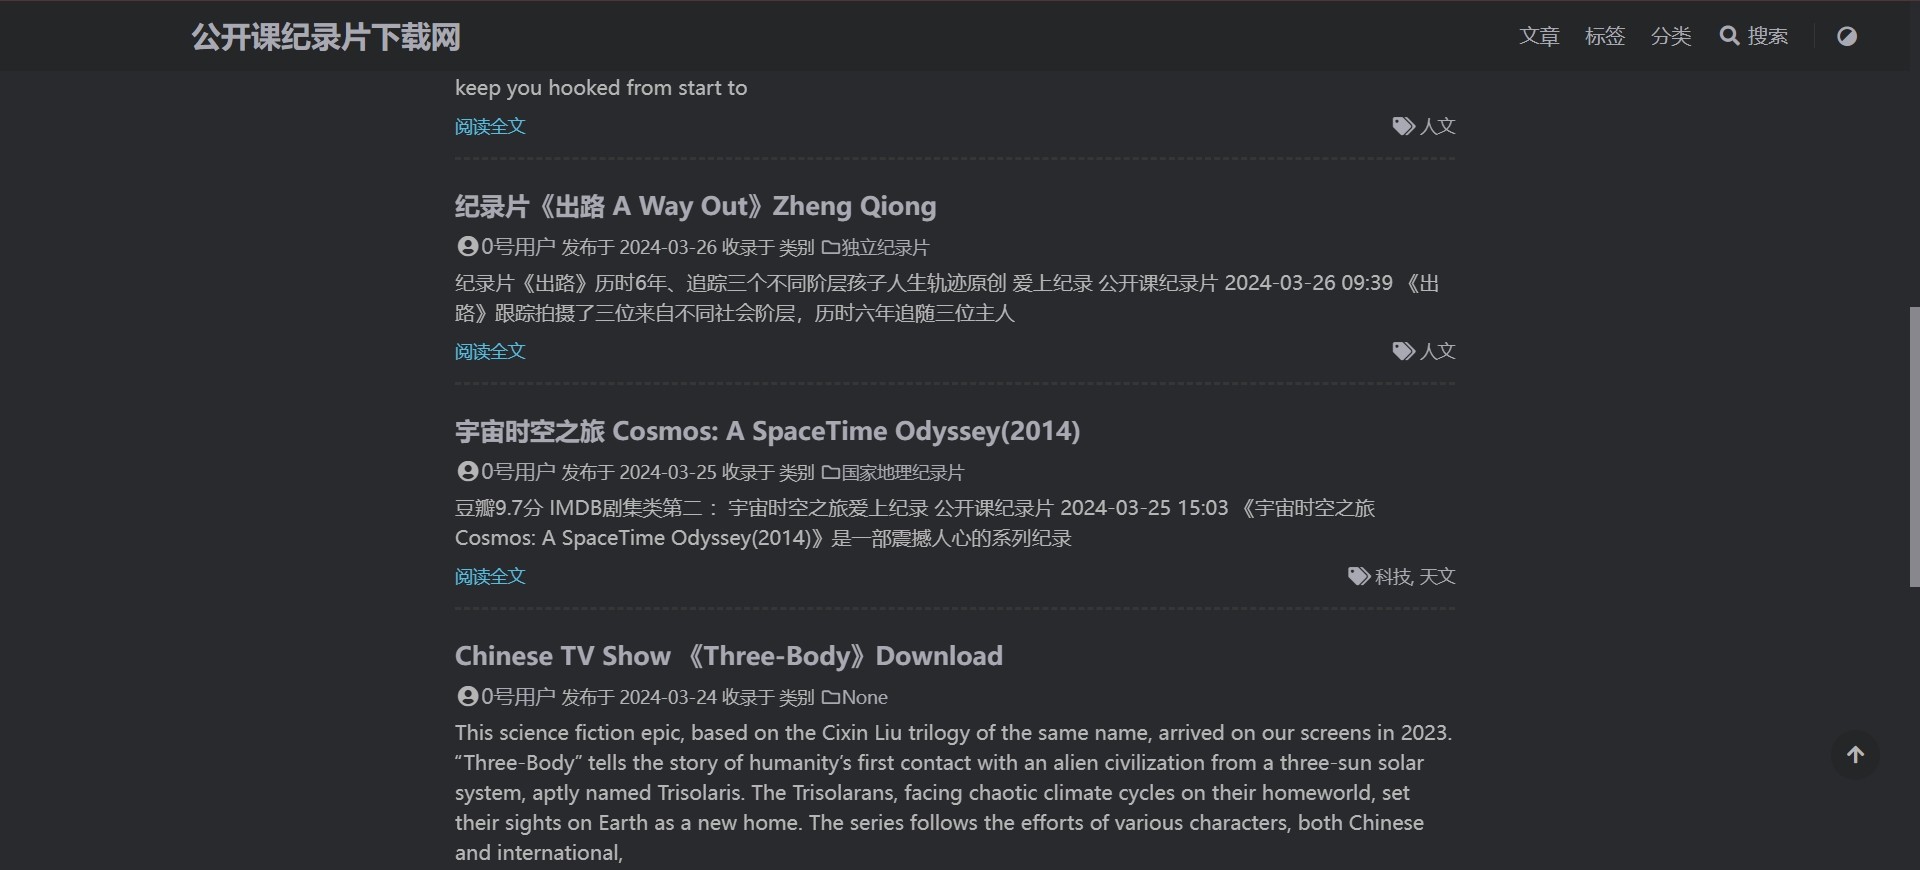 公开课纪录片下载网
文章 标签 分类 搜索
keep you hooked from start to
阅读全文
人文
纪录片《出路 A Way Out》Zheng Qiong
0号用户 发布于 2024-03-26 收录于 类别 独立纪录片
纪录片《出路》历时6年、追踪三个不同阶层孩子人生轨迹原创 爱上纪录 公开课纪录片 2024-03-26 09:39 《出
路》跟踪拍摄了三位来自不同社会阶层，历时六年追随三位主人
阅读全文
人文
宇宙时空之旅 Cosmos: A SpaceTime Odyssey(2014)
0号用户 发布于 2024-03-25 收录于 类别 国家地理纪录片
豆瓣9.7分 IMDB剧集类第二 ：宇宙时空之旅爱上纪录 公开课纪录片 2024-03-25 15:03 《宇宙时空之旅
Cosmos: A SpaceTime Odyssey(2014)》是一部震撼人心的系列纪录
阅读全文
科技, 天文
Chinese TV Show 《Three-Body》Download
0号用户 发布于 2024-03-24 收录于 类别 None
This science fiction epic, based on the Cixin Liu trilogy of the same name, arrived on our screens in 2023.
“Three-Body” tells the story of humanity’s first contact with an alien civilization from a three-sun solar
system, aptly named Trisolaris. The Trisolarans, facing chaotic climate cycles on their homeworld, set
their sights on Earth as a new home. The series follows the efforts of various characters, both Chinese
and international,